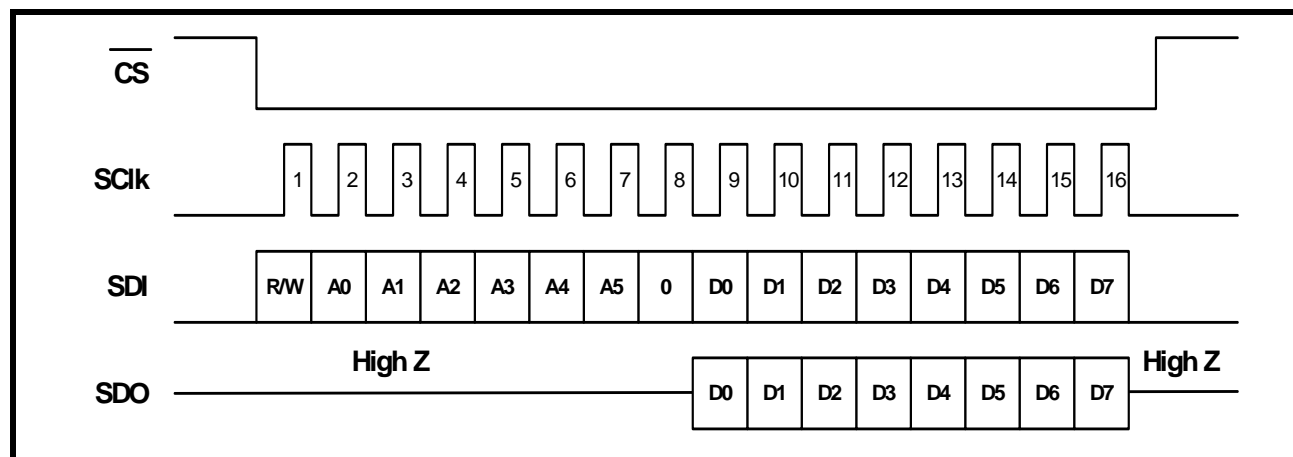 CS
SClk
1 2 3 4 5 6 7 8 9 10 11 12 13 14 15 16
SDI
R/W A0 A1 A2 A3 A4 A5 0 D0 D1 D2 D3 D4 D5 D6 D7
High Z
High Z
SDO
D0 D1 D2 D3 D4 D5 D6 D7